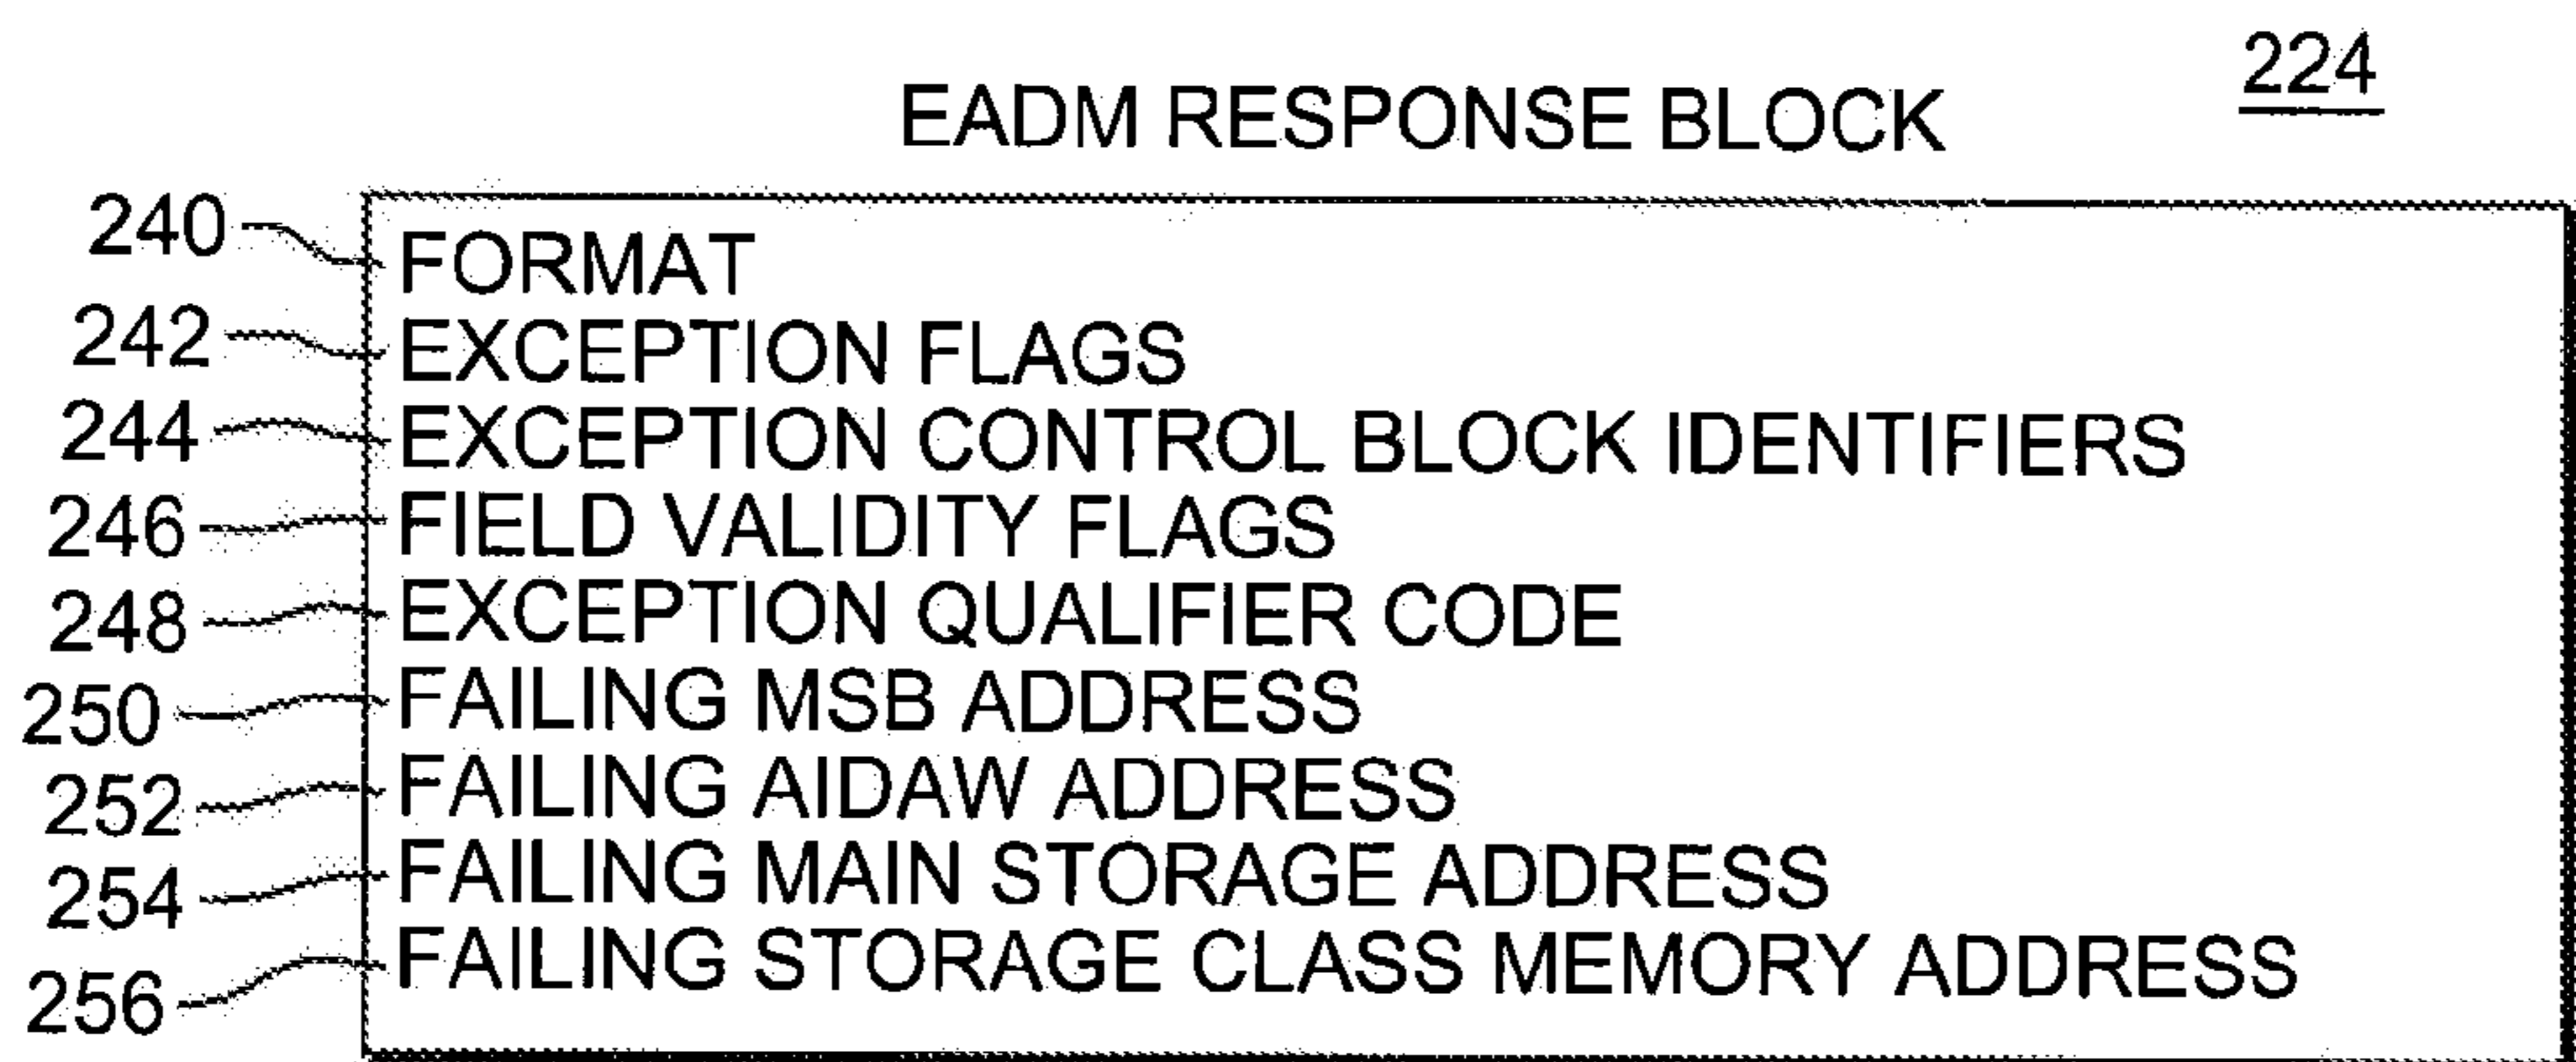 224
EADM RESPONSE BLOCK
240 FORMAT
242 EXCEPTION FLAGS
244 EXCEPTION CONTROL BLOCK IDENTIFIERS
246 FIELD VALIDITY FLAGS
248 EXCEPTION QUALIFIER CODE
250 FAILING MSB ADDRESS
252 FAILING AIDAW ADDRESS
254 FAILING MAIN STORAGE ADDRESS
256 FAILING STORAGE CLASS MEMORY ADDRESS